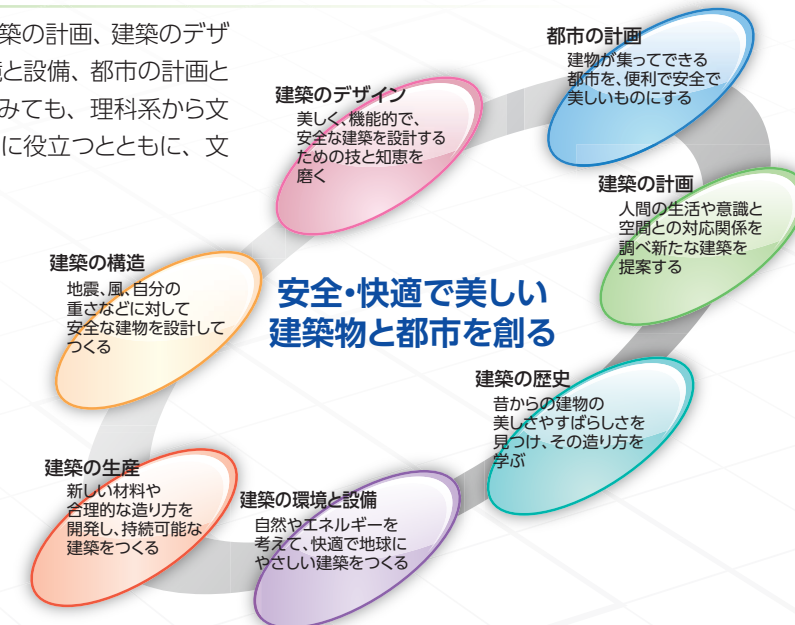 築の計画、建築のデザ
境と設備、都市の計画と
みても、理科系から文
に役立つとともに、文
都市の計画
建物が集ってできる
都市を、便利で安全で
美しいものにする
建築のデザイン
美しく、機能的で、
安全な建築を設計する
ための技と知恵を
磨く
建築の計画
人間の生活や意識と
空間との対応関係を
調べ新たな建築を
提案する
建築の構造
地震、風、自分の
重さなどに対して
安全な建物を設計して
つくる
安全・快適で美しい
建築物と都市を創る
建築の歴史
昔からの建物の
美しさやすばらしさを
見つけ、その造り方を
学ぶ
建築の生産
新しい材料や
合理的な造り方を
開発し、持続可能な
建築をつくる
建築の環境と設備
自然やエネルギーを
考えて、快適で地球に
やさしい建築をつくる